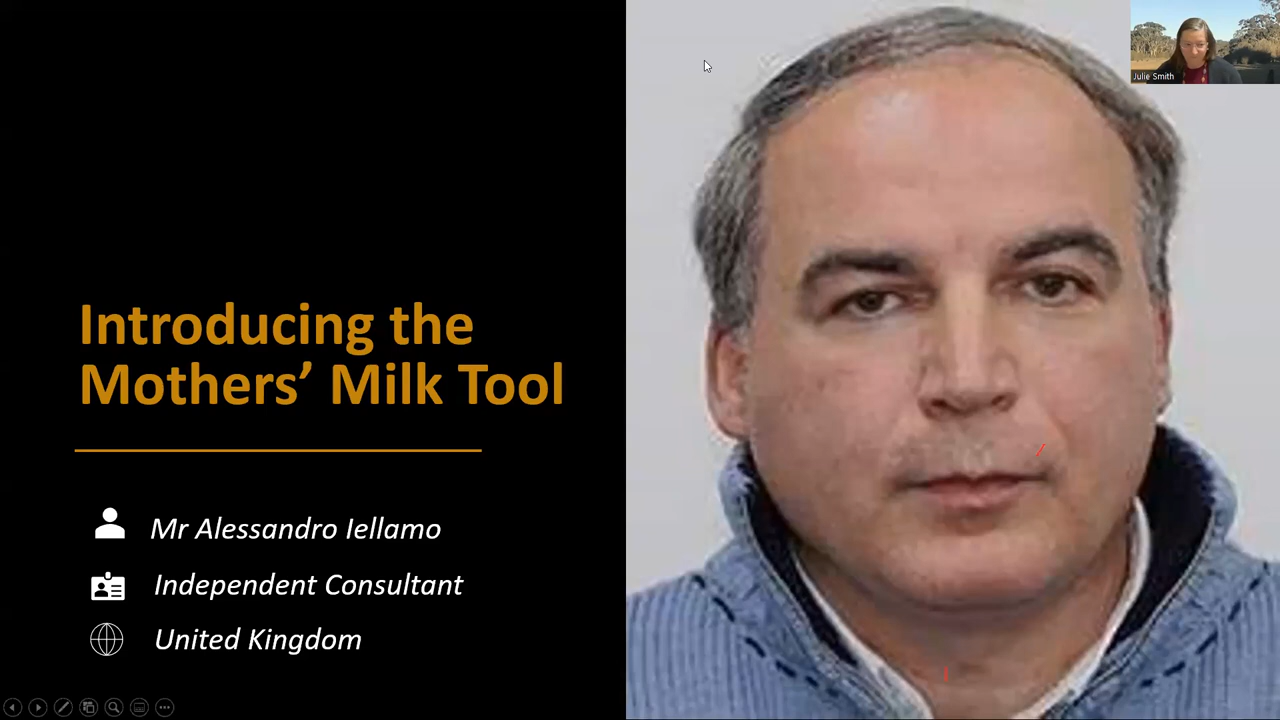 Introducing the
Mothers’ Milk Tool
Mr Alessandro Iellamo
Independent Consultant
United Kingdom
Julie Smith